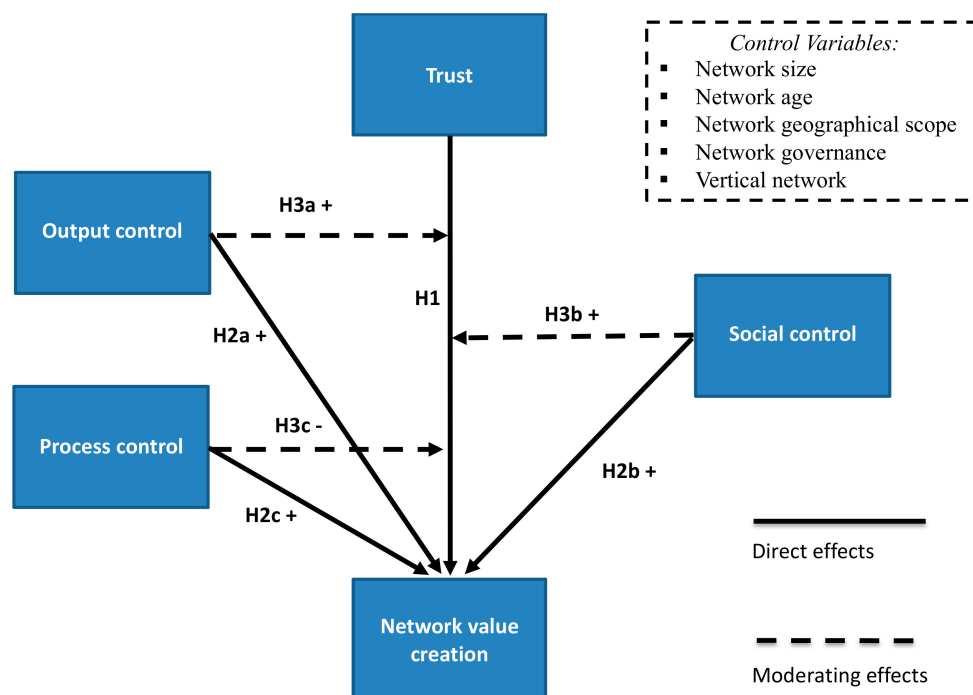 Trust
Control Variables:
▪ Network size
▪ Network age
▪ Network geographical scope
▪ Network governance
▪ Vertical network
Output control
H3a +
H1
H2a +
H3b +
Social control
Process control
H3c -
H2c +
H2b +
Network value
creation
Direct effects
Moderating effects